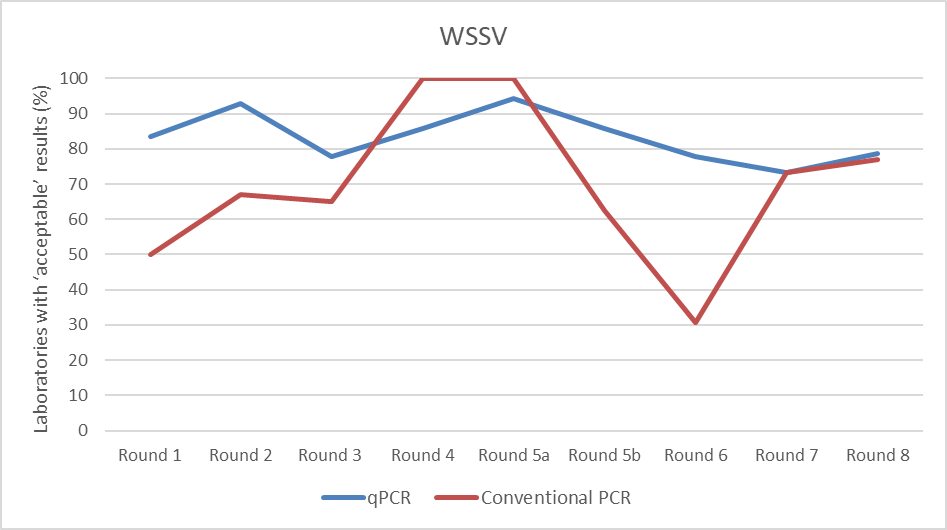 WSSV
Laboratories with ‘acceptable’ results (%)
100
90
80
70
60
50
40
30
20
10
0
Round 1 Round 2 Round 3 Round 4 Round 5a Round 5b Round 6 Round 7 Round 8
qPCR Conventional PCR